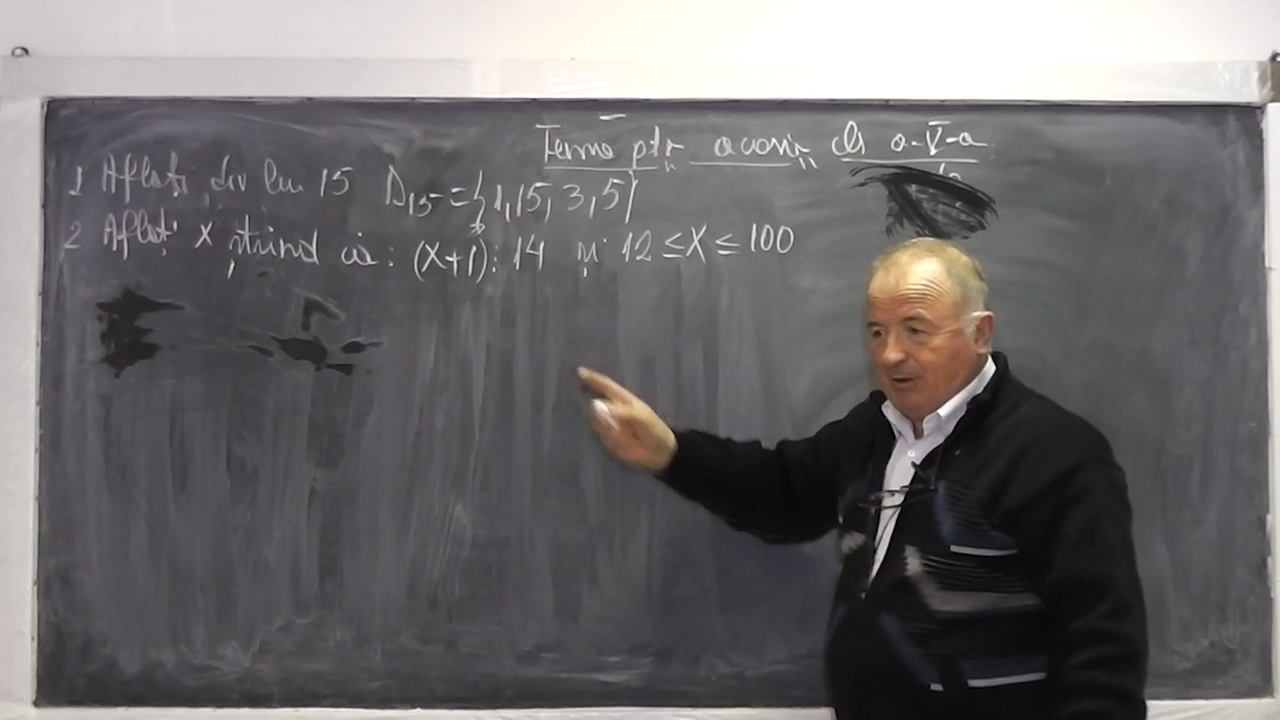 Temă ptr acasă cls a-V-a
1 Aflați div lui 15 D15={1,15,3,5}
2 Aflați X știind că: (X+1):14 și 12 ≤X≤ 100